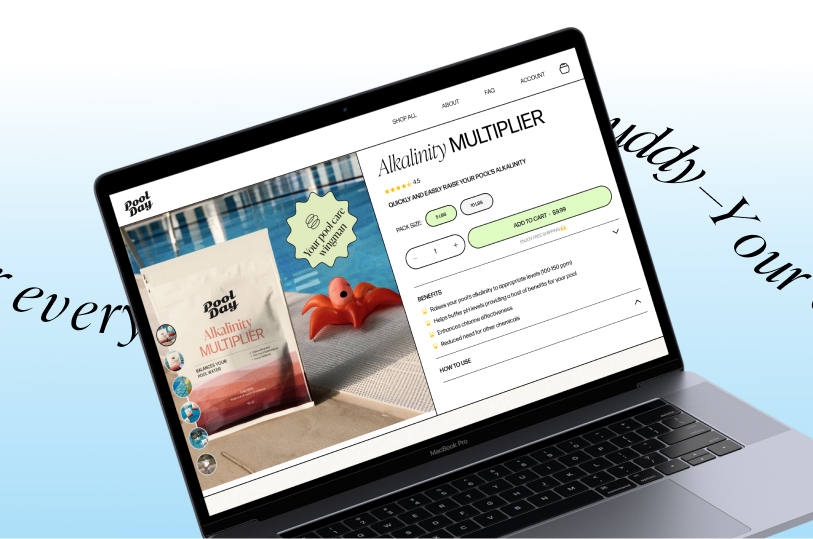 SHOP ALL
ABOUT
FAQ
ACCOUNT
Pool
Day
Alkalinity MULTIPLIER
4.5
QUICKLY AND EASILY RAISE YOUR POOL'S ALKALINITY
PACK SIZE:
5 LBS
10 LBS
1
ADD TO CART - $9.99
ENJOY FREE SHIPPING
BENEFITS
Raises your pool's alkalinity to appropriate levels (100-150 ppm)
Helps buffer pH levels providing a host of benefits for your pool
Enhances chlorine effectiveness
Reduced need for other chemicals
HOW TO USE
Your pool care
wingman
Pool
Day
Alkalinity
MULTIPLIER
BALANCES YOUR
POOL WATER
every
uddy—Your
MacBook Pro